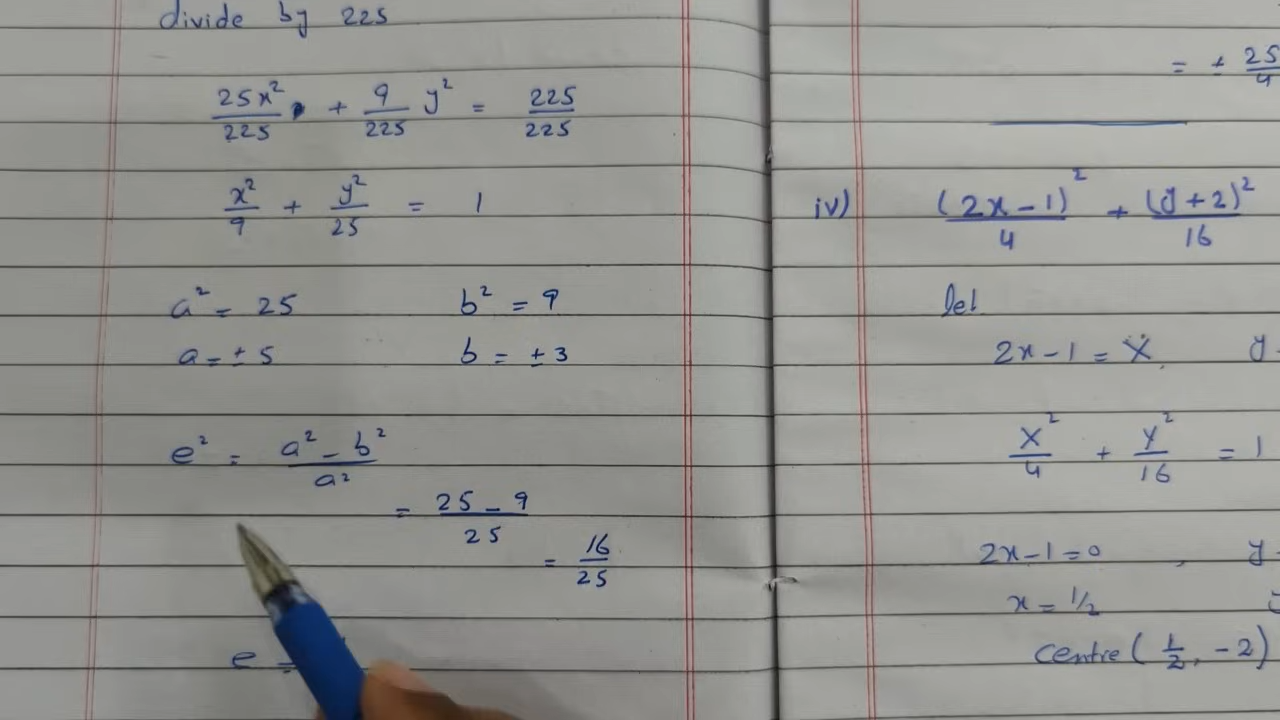 divide by 225
25x²/225 + 9/225 y² = 225/225
x²/9 + y²/25 = 1
a² = 25 b² = 9
a = ± 5 b = ± 3
e² = a² - b²/a²
= 25 - 9/25
= 16/25
e =
= ± 25/4
iv) (2x - 1)²/4 + (y + 2)²/16
let
2x - 1 = X, y -
X²/4 + Y²/16 = 1
2x - 1 = 0 , y -
x = 1/2
centre ( 1/2, - 2)